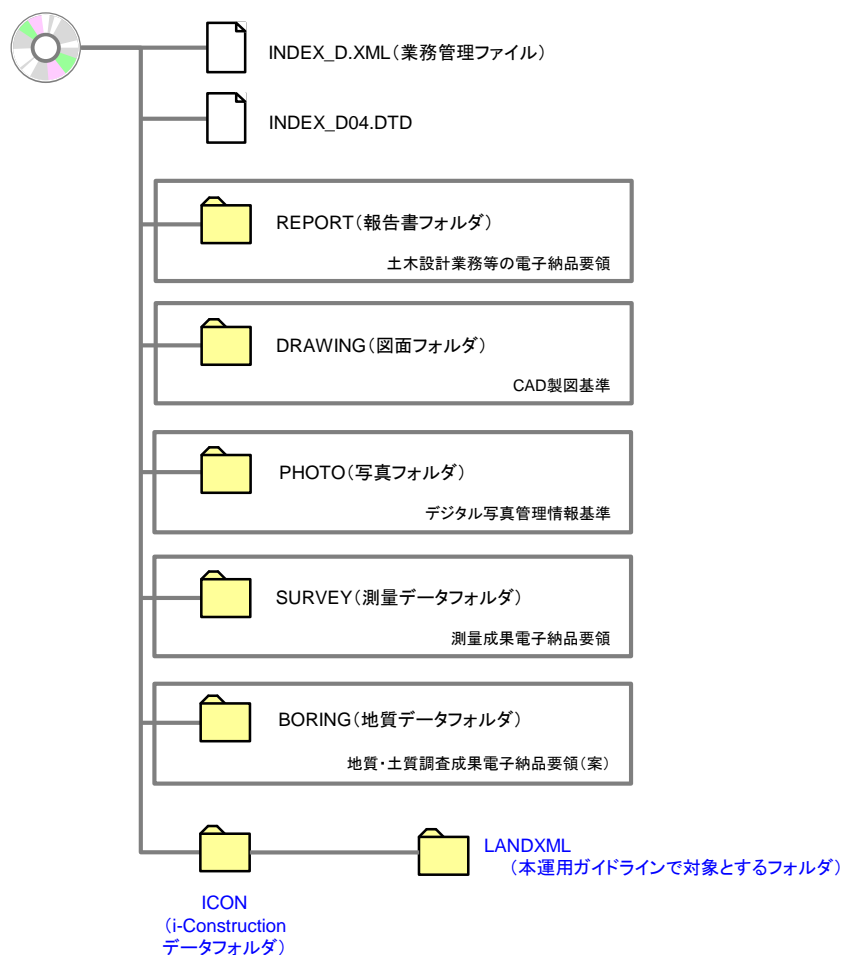 INDEX_D.XML(業務管理ファイル)
INDEX_D04.DTD
REPORT(報告書フォルダ)
土木設計業務等の電子納品要領
DRAWING(図面フォルダ)
CAD製図基準
PHOTO(写真フォルダ)
デジタル写真管理情報基準
SURVEY(測量データフォルダ)
測量成果電子納品要領
BORING(地質データフォルダ)
地質・土質調査成果電子納品要領(案)
LANDXML
(本運用ガイドラインで対象とするフォルダ)
ICON
(i-Construction
データフォルダ)